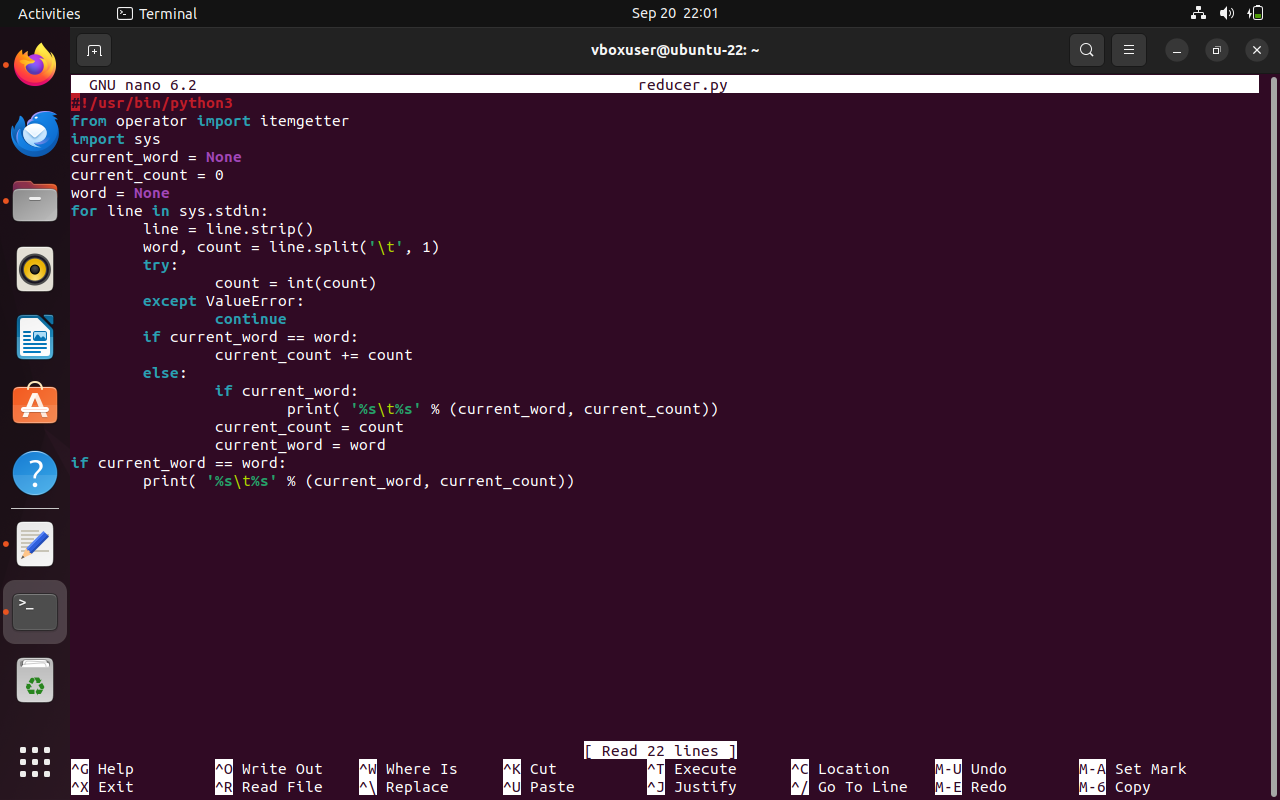 Activities Terminal Sep 20 22:01
vboxuser@ubuntu-22: ~
GNU nano 6.2 reducer.py
#!/usr/bin/python3
from operator import itemgetter
import sys
current_word = None
current_count = 0
word = None
for line in sys.stdin:
        line = line.strip()
        word, count = line.split('\t', 1)
        try:
                count = int(count)
        except ValueError:
                continue
        if current_word == word:
                current_count += count
        else:
                if current_word:
                        print( '%s\t%s' % (current_word, current_count))
                current_count = count
                current_word = word
if current_word == word:
        print( '%s\t%s' % (current_word, current_count))
[ Read 22 lines ]
^G Help ^O Write Out ^W Where Is ^K Cut ^T Execute ^C Location M-U Undo M-A Set Mark
^X Exit ^R Read File ^\ Replace ^U Paste ^J Justify ^/ Go To Line M-E Redo M-6 Copy